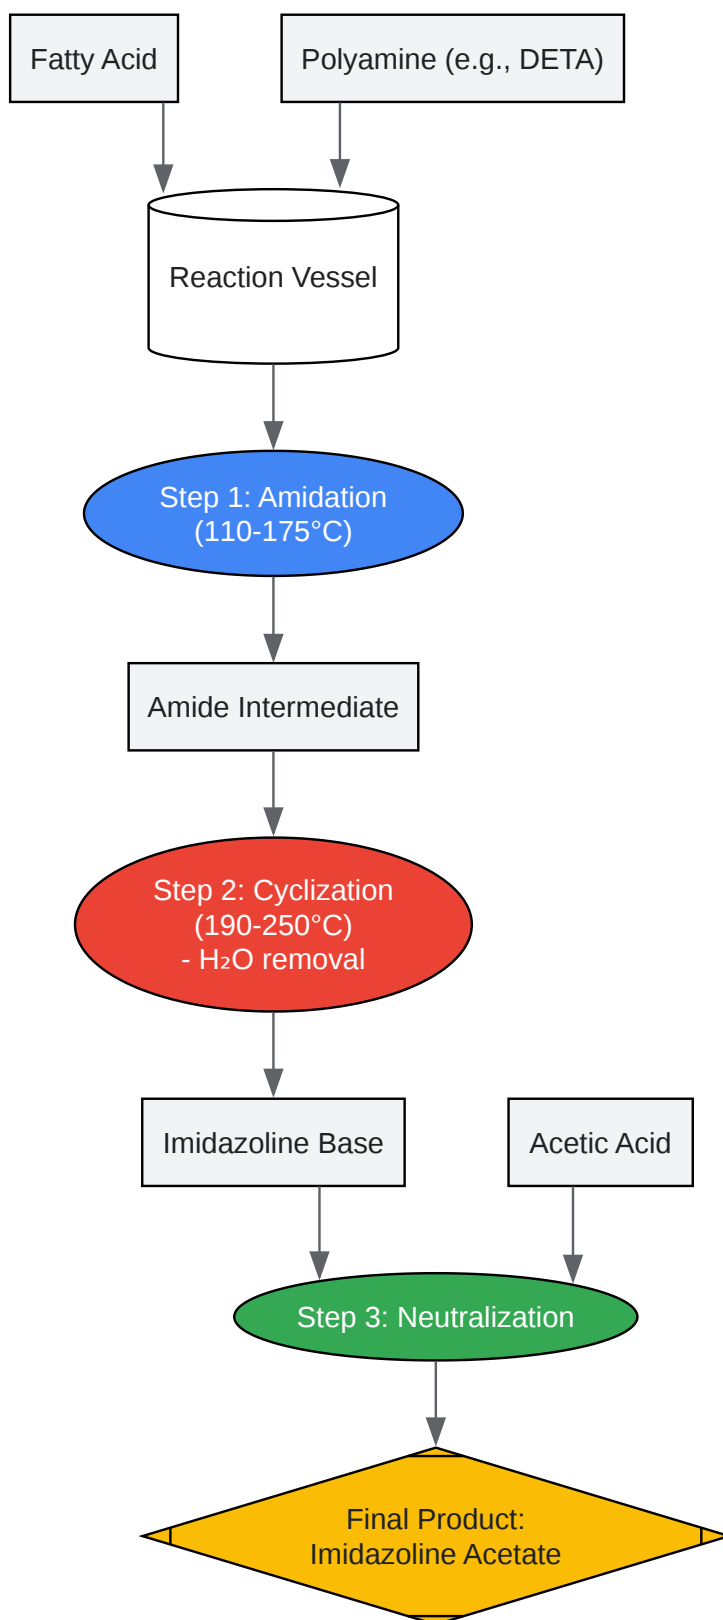 Fatty Acid
Polyamine (e.g., DETA)
Reaction Vessel
Step 1: Amidation
(110-175°C)
Amide Intermediate
Step 2: Cyclization
(190-250°C)
- H₂O removal
Imidazoline Base
Acetic Acid
Step 3: Neutralization
Final Product:
Imidazoline Acetate